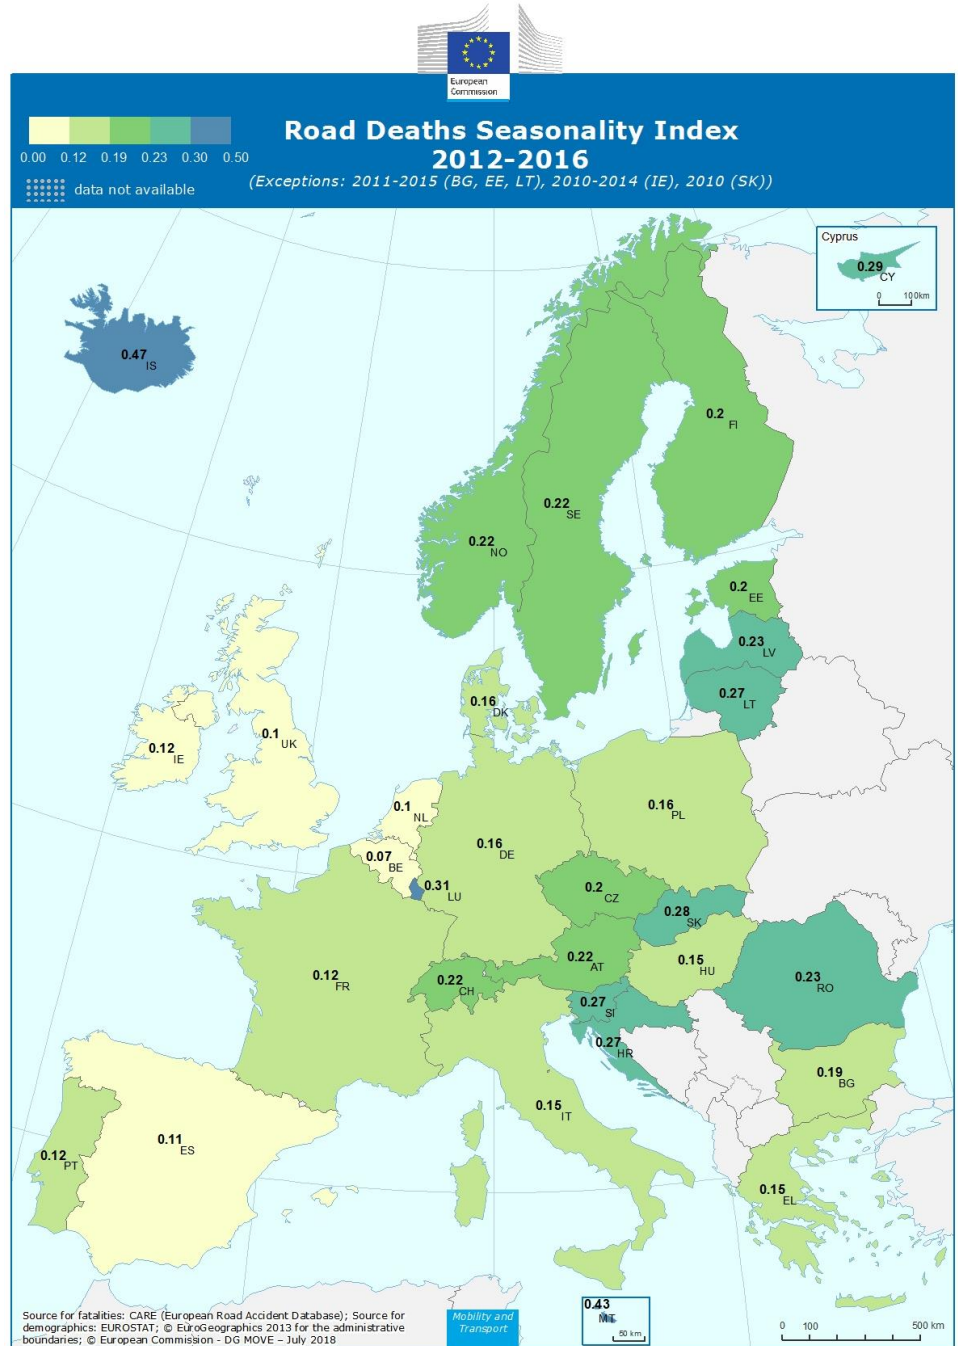 European
Commission
Road Deaths Seasonality Index
2012-2016
(Exceptions: 2011-2015 (BG, EE, LT), 2010-2014 (IE), 2010 (SK))
0.00 0.12 0.19 0.23 0.30 0.50
data not available
Cyprus
0.29
CY
0 100km
0.47
IS
0.2
FI
0.22
SE
0.22
NO
0.2
EE
0.23
LV
0.27
LT
0.16
DK
0.12
IE
0.1
UK
0.1
NL
0.07
BE
0.16
DE
0.16
PL
0.31
LU
0.2
CZ
0.28
SK
0.12
FR
0.22
CH
0.22
AT
0.15
HU
0.23
RO
0.27
SI
0.27
HR
0.19
BG
0.15
IT
0.11
ES
0.12
PT
0.15
EL
0.43
MT
50 km
Source for fatalities: CARE (European Road Accident Database); Source for
demographics: EUROSTAT; © EuroGeographics 2013 for the administrative
boundaries; © European Commission - DG MOVE – July 2018
Mobility and
Transport
0 100 500 km